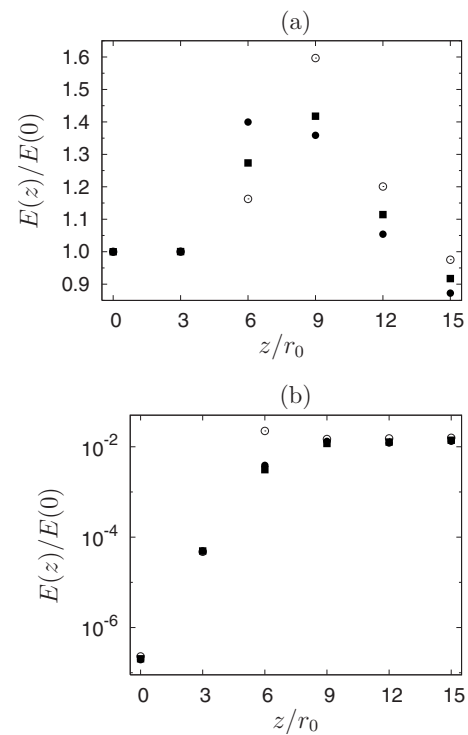 (a)
E(z)/E(0)
1.6
1.5
1.4
1.3
1.2
1.1
1.0
0.9
0 3 6 9 12 15
z/r₀
(b)
E(z)/E(0)
10⁻²
10⁻⁴
10⁻⁶
0 3 6 9 12 15
z/r₀